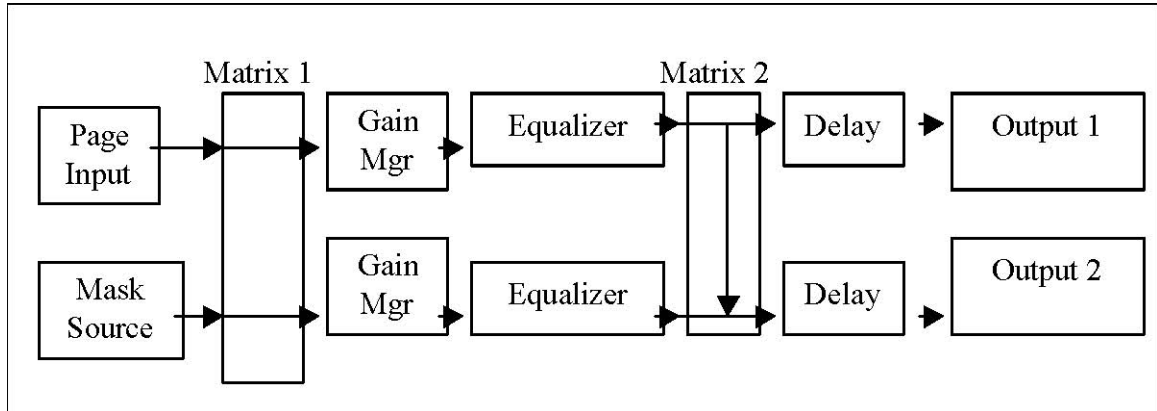 Matrix 1
Matrix 2
Page
Input
Gain
Mgr
Equalizer
Delay
Output 1
Mask
Source
Gain
Mgr
Equalizer
Delay
Output 2